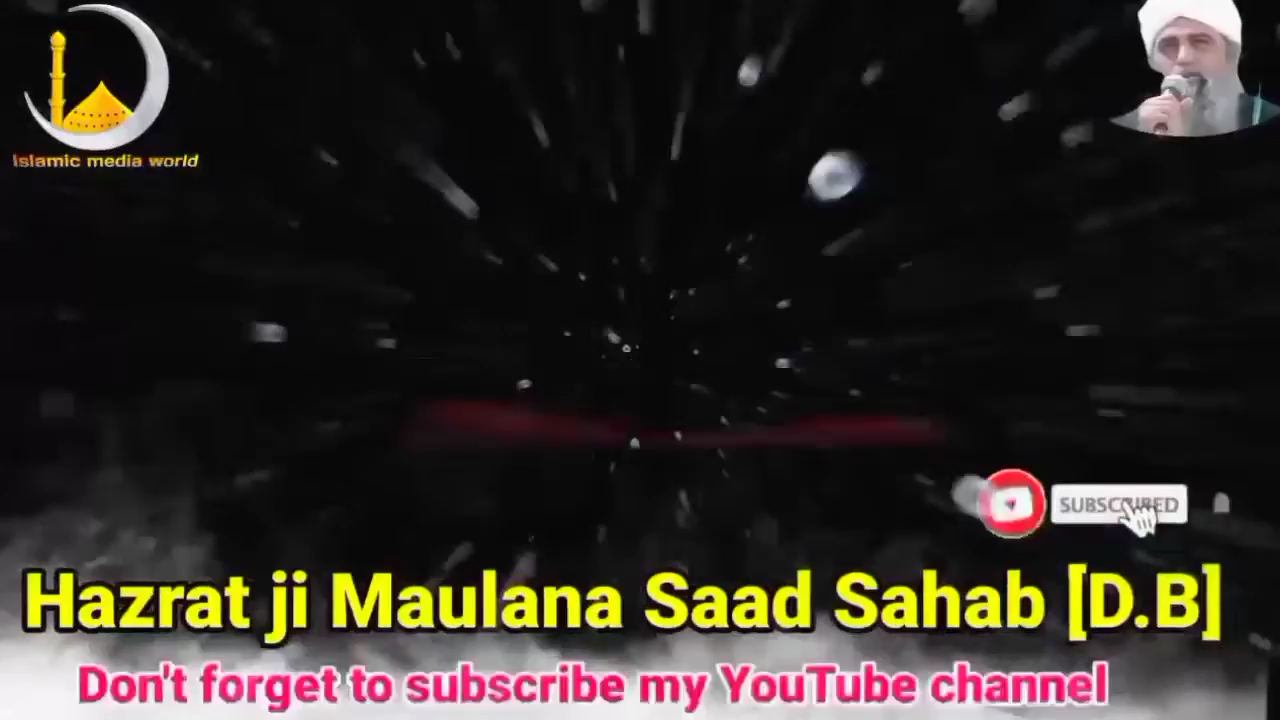 Islamic media world
SUBSCRIBED
Hazrat ji Maulana Saad Sahab [D.B]
Don't forget to subscribe my YouTube channel